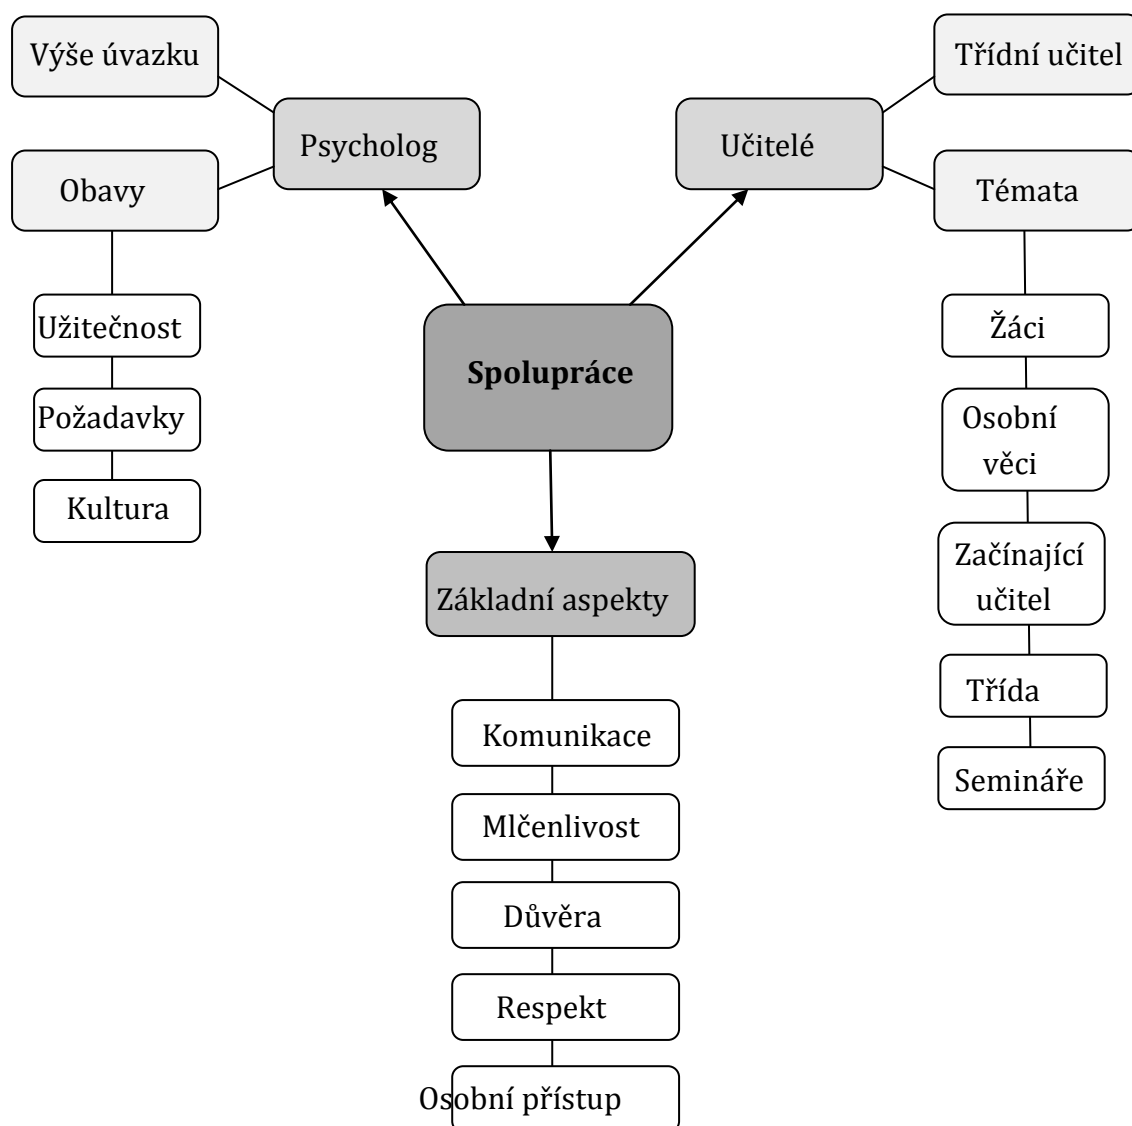 Výše úvazku
Třídní učitel
Psycholog
Učitelé
Obavy
Témata
Užitečnost
Požadavky
Kultura
Spolupráce
Žáci
Osobní
věci
Začínající
učitel
Třída
Semináře
Základní aspekty
Komunikace
Mlčenlivost
Důvěra
Respekt
Osobní přístup